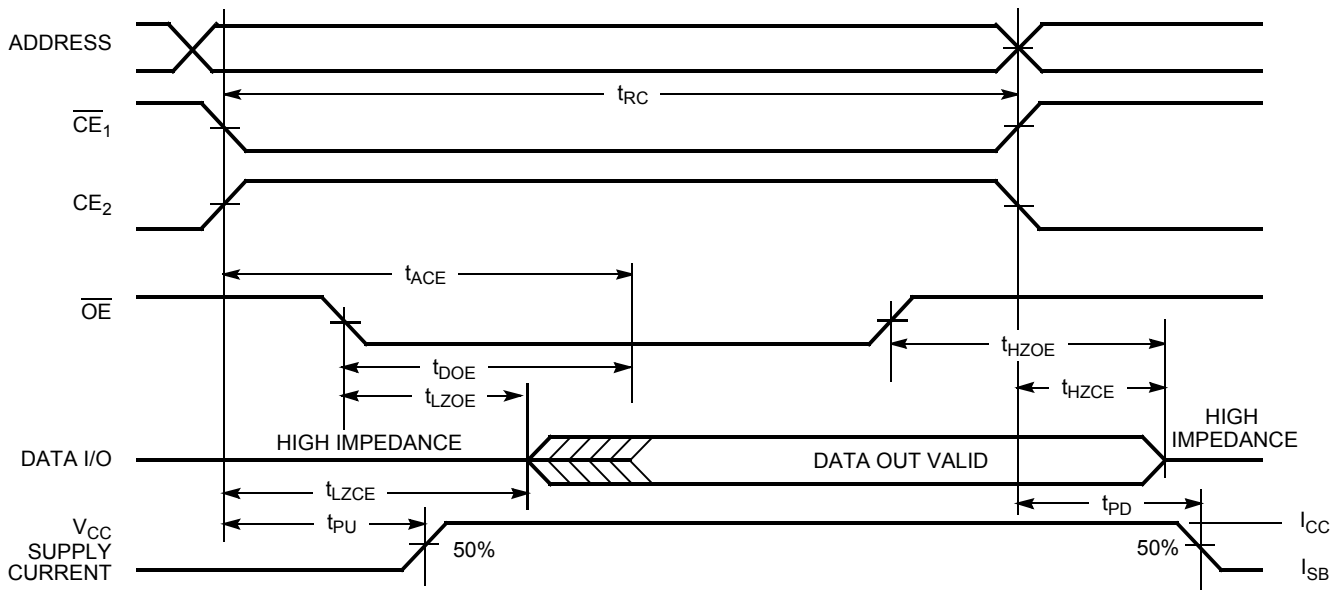 ADDRESS
tRC
CE1
CE2
tACE
OE
tHZOE
tDOE
tHZCE
tLZOE
HIGH
IMPEDANCE
HIGH IMPEDANCE
DATA I/O
DATA OUT VALID
tLZCE
tPD
tPU
VCC
SUPPLY
CURRENT
50%
50%
ICC
ISB